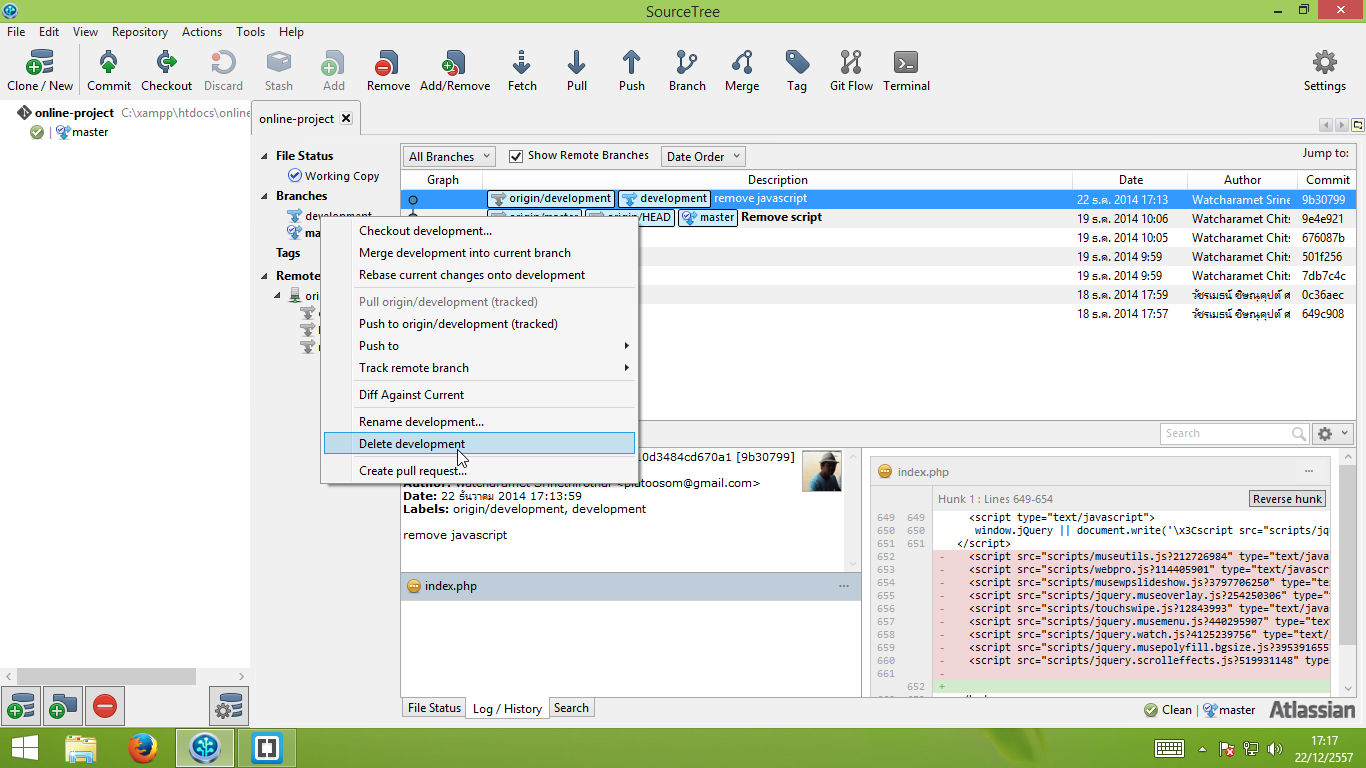 SourceTree
File Edit View Repository Actions Tools Help
Clone / New Commit Checkout Discard Stash Add Remove Add/Remove Fetch Pull Push Branch Merge Tag Git Flow Terminal Settings
online-project C:\xampp\htdocs\online
master
online-project
File Status
Working Copy
Branches
development
Tags
Remote
All Branches Show Remote Branches Date Order Jump to:
Graph Description Date Author Commit
origin/development development remove javascript 22 ธ.ค. 2014 17:13 Watcharamet Srine 9b30799
origin/master origin/HEAD master Remove script 19 ธ.ค. 2014 10:06 Watcharamet Chits 9e4e921
19 ธ.ค. 2014 10:05 Watcharamet Chits 676087b
19 ธ.ค. 2014 9:59 Watcharamet Chits 501f256
19 ธ.ค. 2014 9:59 Watcharamet Chits 7db7c4c
18 ธ.ค. 2014 17:59 วัชรเมธน์ ชิษณุคุปต์ ศ 0c36aec
18 ธ.ค. 2014 17:57 วัชรเมธน์ ชิษณุคุปต์ ศ 649c908
Checkout development...
Merge development into current branch
Rebase current changes onto development
Pull origin/development (tracked)
Push to origin/development (tracked)
Push to
Track remote branch
Diff Against Current
Rename development...
Delete development
Create pull request...
Search
0d3484cd670a1 [9b30799]
Author: Watcharamet Srinethirothai <platoosom@gmail.com>
Date: 22 ธันวาคม 2014 17:13:59
Labels: origin/development, development
remove javascript
index.php
index.php
Hunk 1 : Lines 649-654 Reverse hunk
649 649 <script type="text/javascript">
650 650 window.jQuery || document.write('\x3Cscript src="scripts/jq
651 651 </script>
652 - <script src="scripts/museutils.js?212726984" type="text/java
653 - <script src="scripts/webpro.js?114405901" type="text/javascr
654 - <script src="scripts/musewpslideshow.js?3797706250" type="te
655 - <script src="scripts/jquery.museoverlay.js?254250306" type="
656 - <script src="scripts/touchswipe.js?12843993" type="text/java
657 - <script src="scripts/jquery.musemenu.js?440295907" type="tex
658 - <script src="scripts/jquery.watch.js?4125239756" type="text/
659 - <script src="scripts/jquery.musepolyfill.bgsize.js?395391655
660 - <script src="scripts/jquery.scrolleffects.js?519931148" type
661 -
652 +
File Status Log / History Search
Clean master Atlassian
17:17
22/12/2557